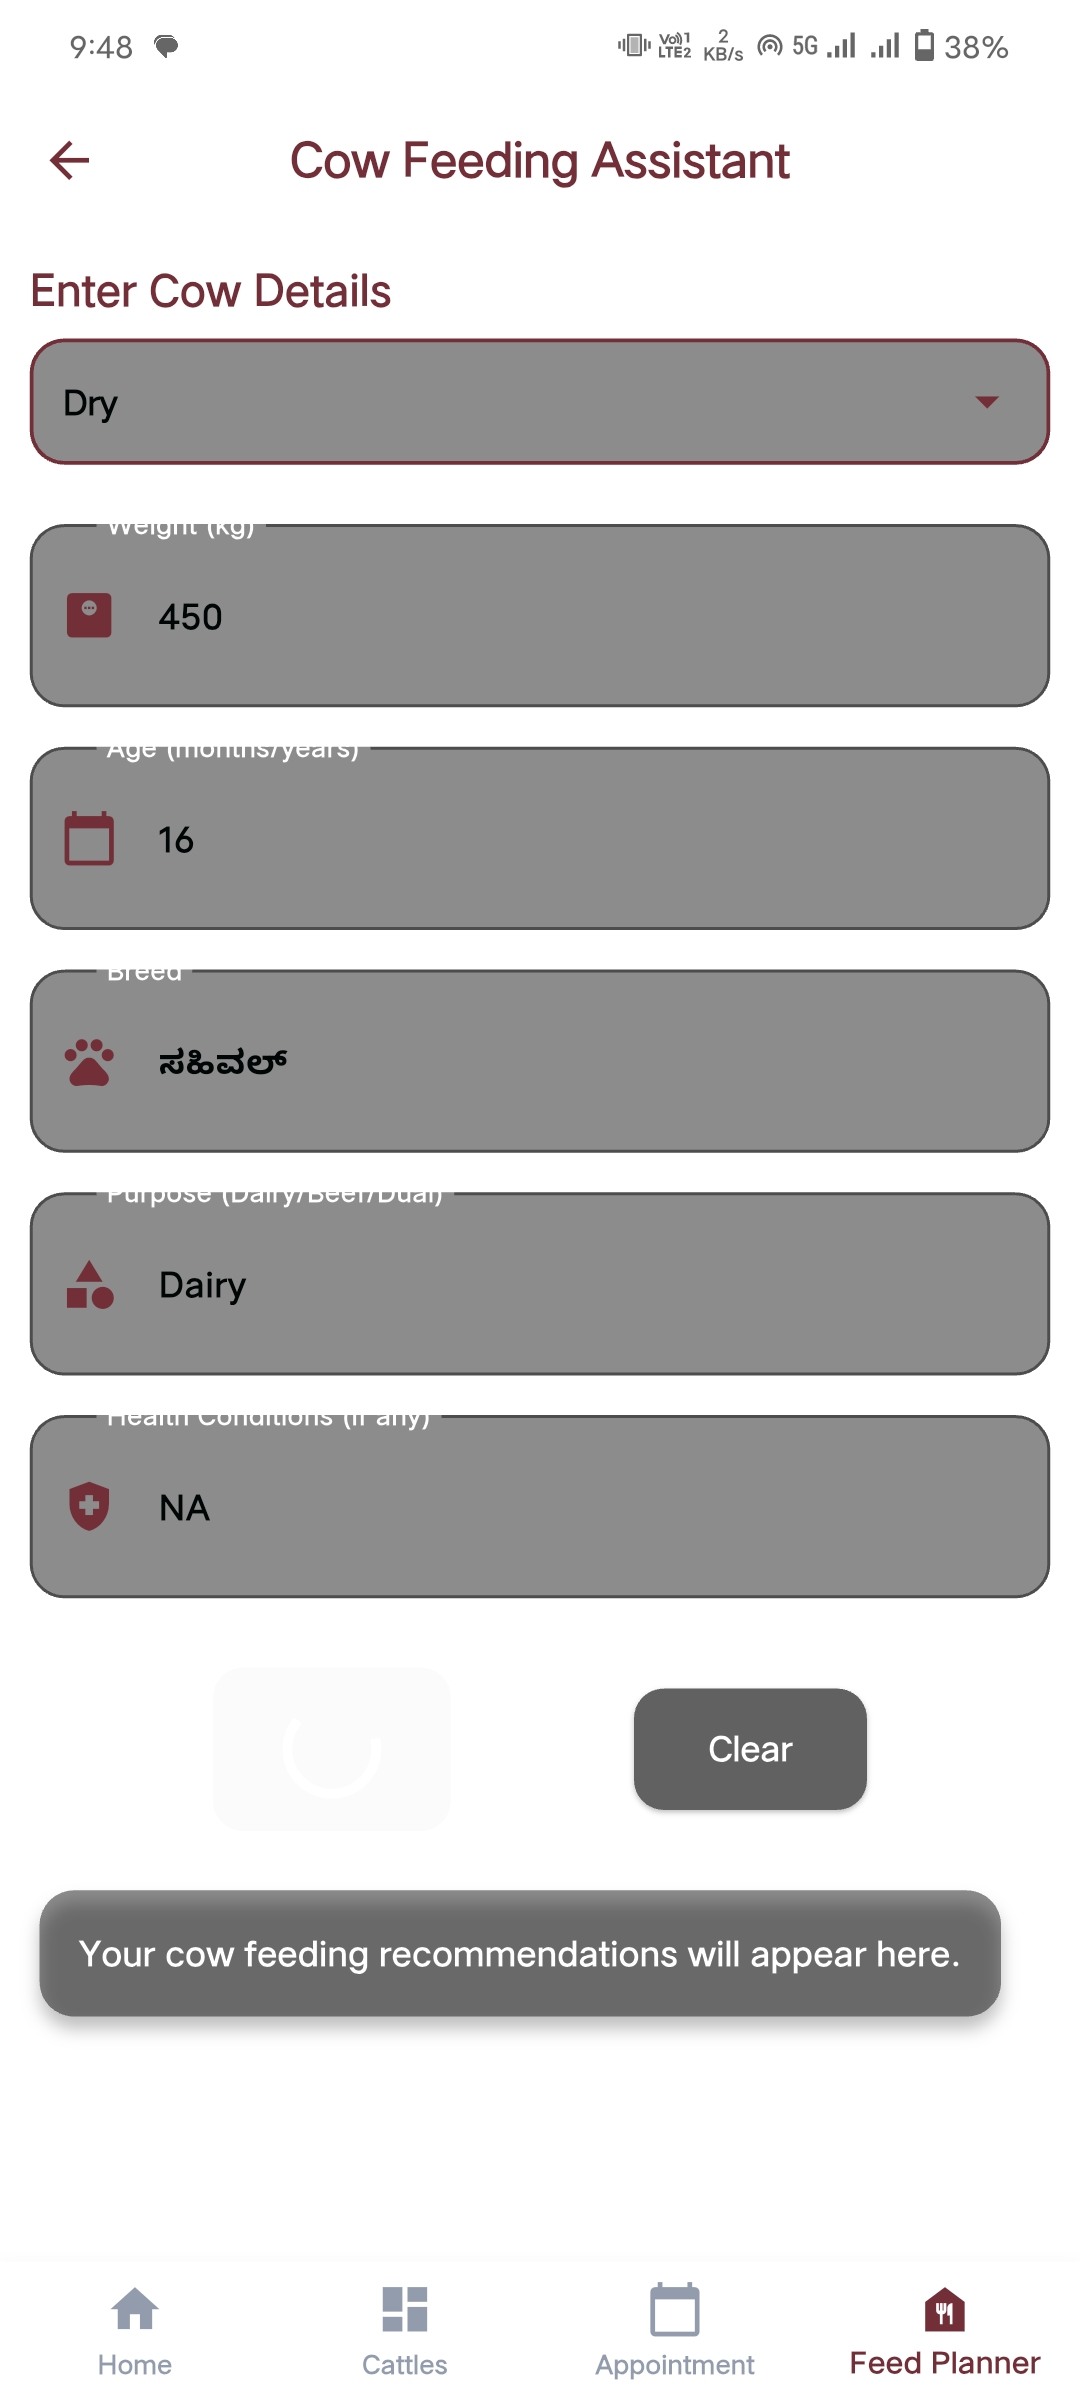 9:48
Vo))1
LTE2
2
KB/s
5G
38%
Cow Feeding Assistant
Enter Cow Details
Dry
Weight (kg)
450
Age (months/years)
16
Breed
ಸಹಿವಲ್
Purpose (Dairy/Beef/Dual)
Dairy
Health Conditions (if any)
NA
Clear
Your cow feeding recommendations will appear here.
Home
Cattles
Appointment
Feed Planner